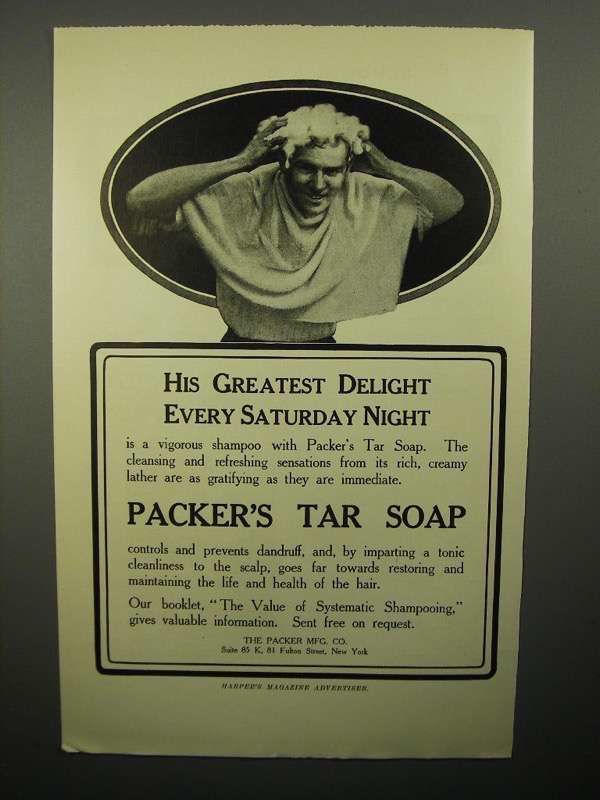 HIS GREATEST DELIGHT
EVERY SATURDAY NIGHT
is a vigorous shampoo with Packer's Tar Soap. The
cleansing and refreshing sensations from its rich, creamy
lather are as gratifying as they are immediate.
PACKER'S TAR SOAP
controls and prevents dandruff, and, by imparting a tonic
cleanliness to the scalp, goes far towards restoring and
maintaining the life and health of the hair.
Our booklet, "The Value of Systematic Shampooing,"
gives valuable information. Sent free on request.
THE PACKER MFG. CO.
Suite 85 K, 81 Fulton Street, New York
HARPER'S MAGAZINE ADVERTISER.